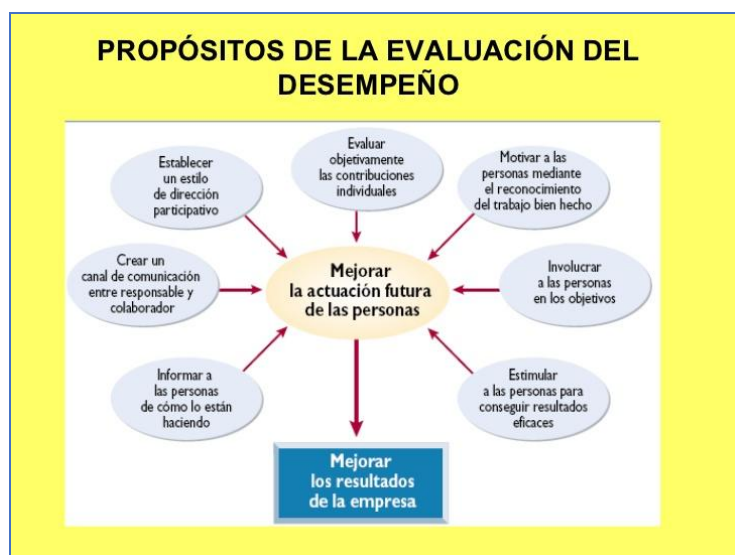 PROPÓSITOS DE LA EVALUACIÓN DEL
DESEMPEÑO
Establecer
un estilo
de dirección
participativo
Evaluar
objetivamente
las contribuciones
individuales
Motivar a las
personas mediante
el reconocimiento
del trabajo bien hecho
Crear un
canal de comunicación
entre responsable y
colaborador
Mejorar
la actuación futura
de las personas
Involucrar
a las personas
en los objetivos
Informar a
las personas
de cómo lo están
haciendo
Estimular
a las personas para
conseguir resultados
eficaces
Mejorar
los resultados
de la empresa